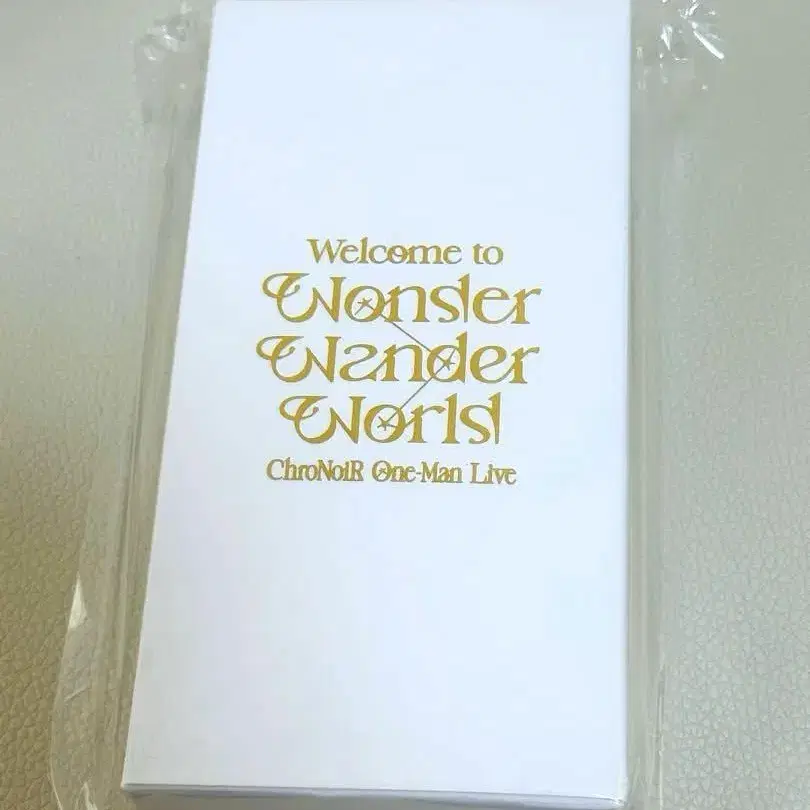 Welcome to
Wonder
Wander
World
ChroNoiR One-Man Live